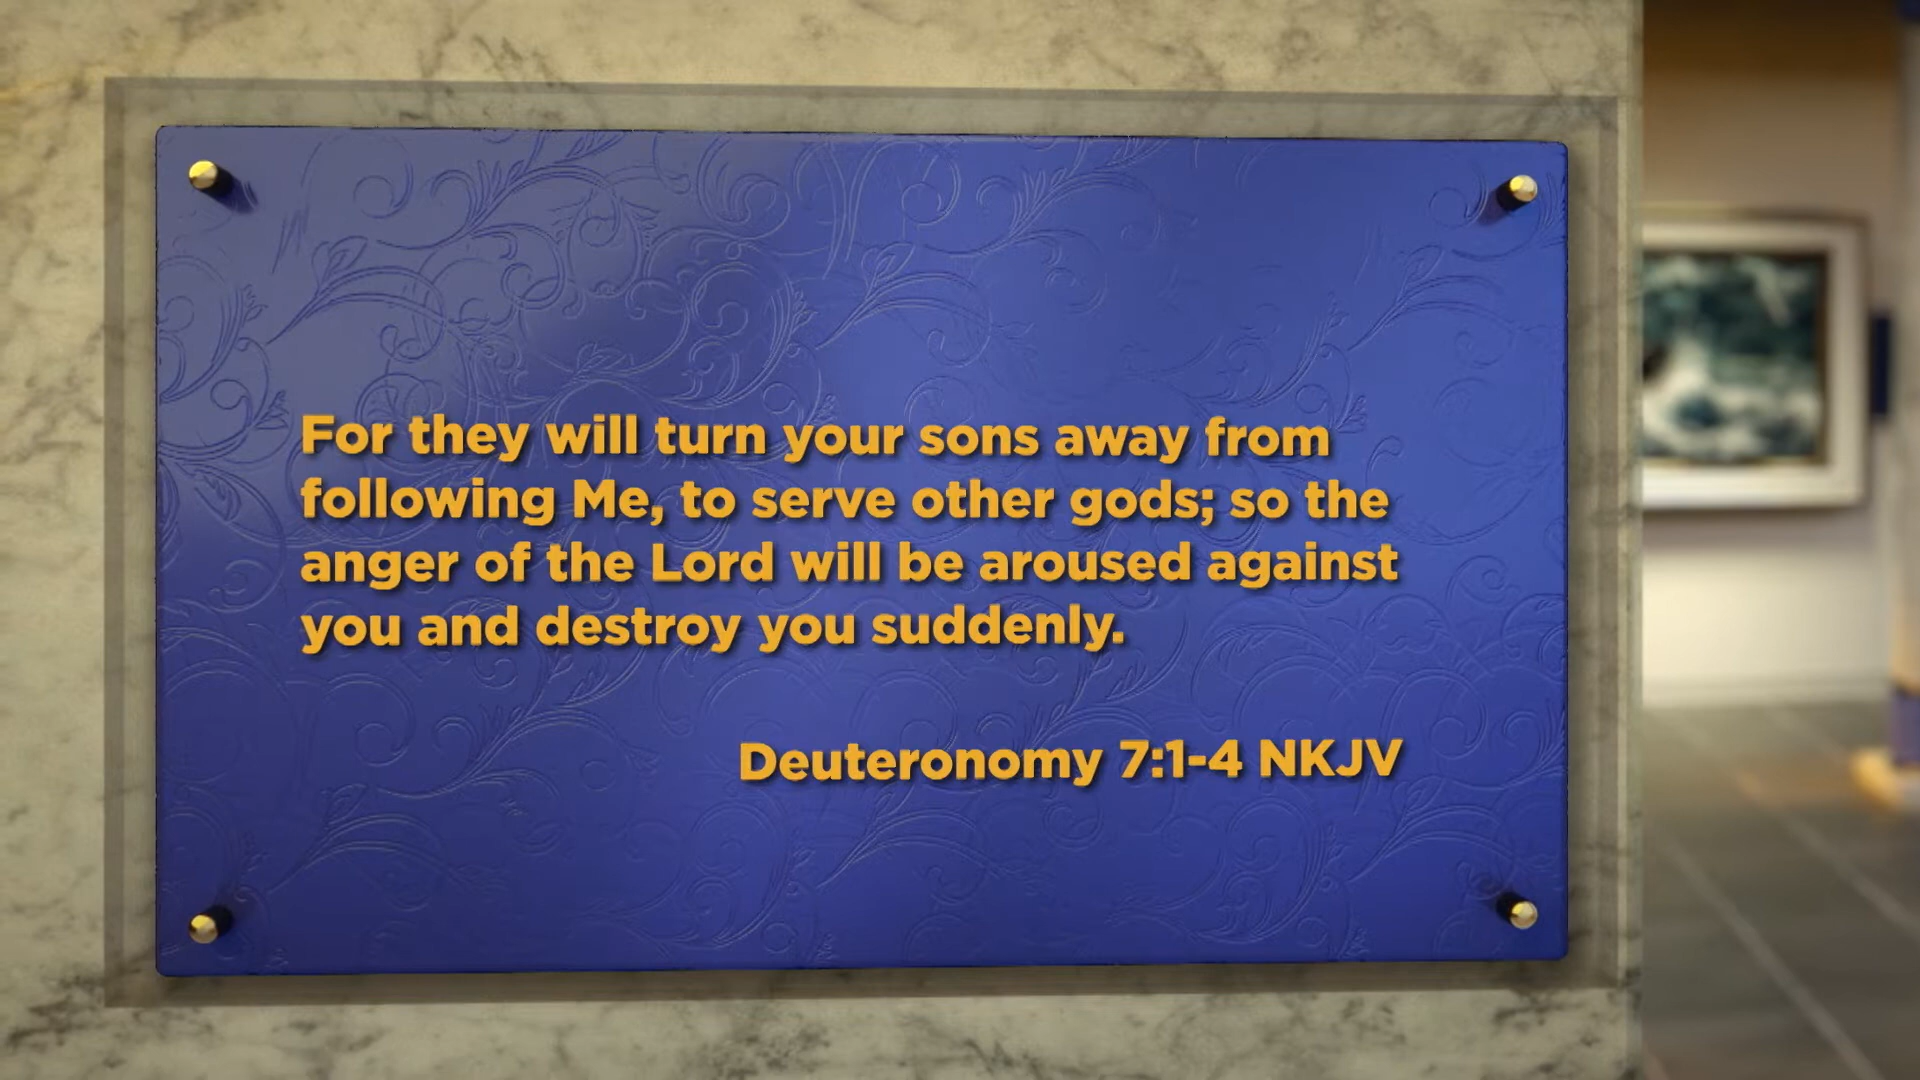 For they will turn your sons away from
following Me, to serve other gods; so the
anger of the Lord will be aroused against
you and destroy you suddenly.
Deuteronomy 7:1-4 NKJV